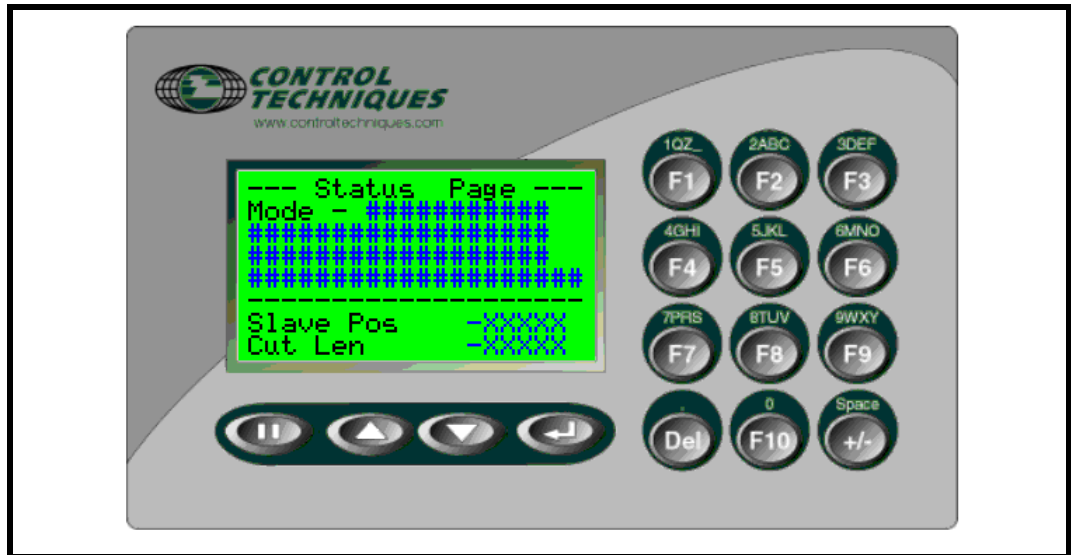 CONTROL
TECHNIQUES
www.controltechniques.com
--- Status  Page ---
Mode - ###########
##################
##################
####################
--------------------
Slave Pos    -XXXXX
Cut Len      -XXXXX
1QZ_ 2ABC 3DEF
F1 F2 F3
4GHI 5JKL 6MNO
F4 F5 F6
7PRS 8TUV 9WXY
F7 F8 F9
. 0 Space
Del F10 +/-